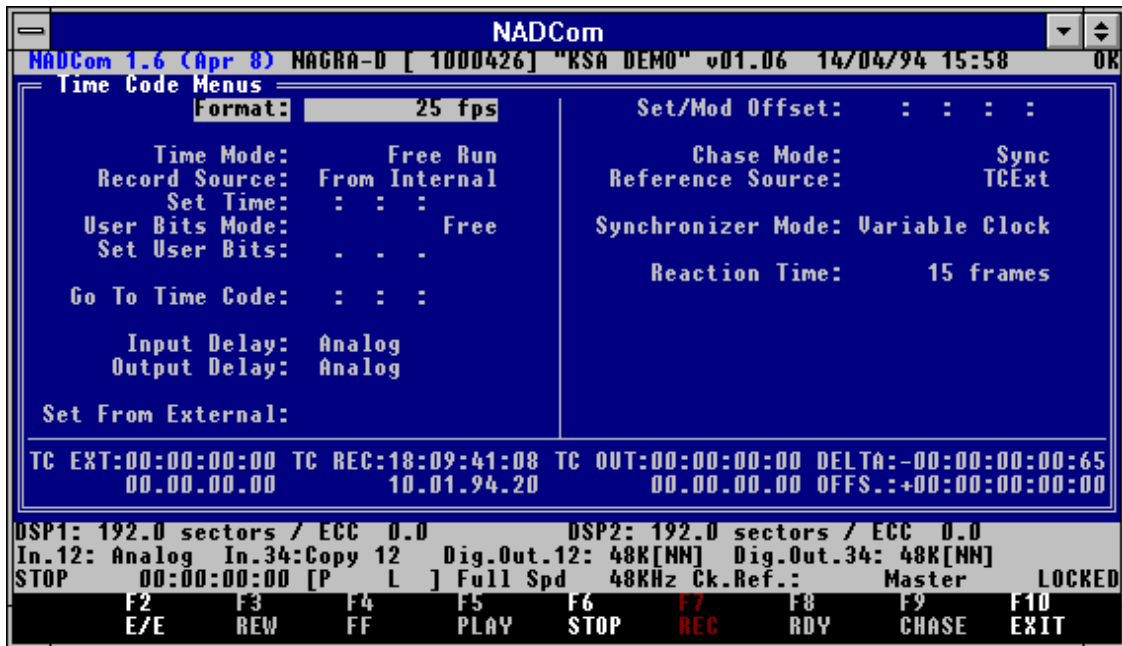 NADCom
NADCom 1.6 (Apr 8) NAGRA-D [ 1000426] "KSA DEMO" v01.06 14/04/94 15:58 OK
Time Code Menus
Format: 25 fps
Time Mode: Free Run
Record Source: From Internal
Set Time: : : :
User Bits Mode: Free
Set User Bits: . . .
Go To Time Code: : : :
Input Delay: Analog
Output Delay: Analog
Set From External:
Set/Mod Offset: : : : :
Chase Mode: Sync
Reference Source: TCExt
Synchronizer Mode: Variable Clock
Reaction Time: 15 frames
TC EXT:00:00:00:00 TC REC:18:09:41:08 TC OUT:00:00:00:00 DELTA:-00:00:00:00:65
00.00.00.00 10.01.94.20 00.00.00.00 OFFS.:+00:00:00:00:00
DSP1: 192.0 sectors / ECC 0.0 DSP2: 192.0 sectors / ECC 0.0
In.12: Analog In.34:Copy 12 Dig.Out.12: 48K[NN] Dig.Out.34: 48K[NN]
STOP 00:00:00:00 [P L ] Full Spd 48KHz Ck.Ref.: Master LOCKED
F2 F3 F4 F5 F6 F7 F8 F9 F10
E/E REW FF PLAY STOP REC RDY CHASE EXIT